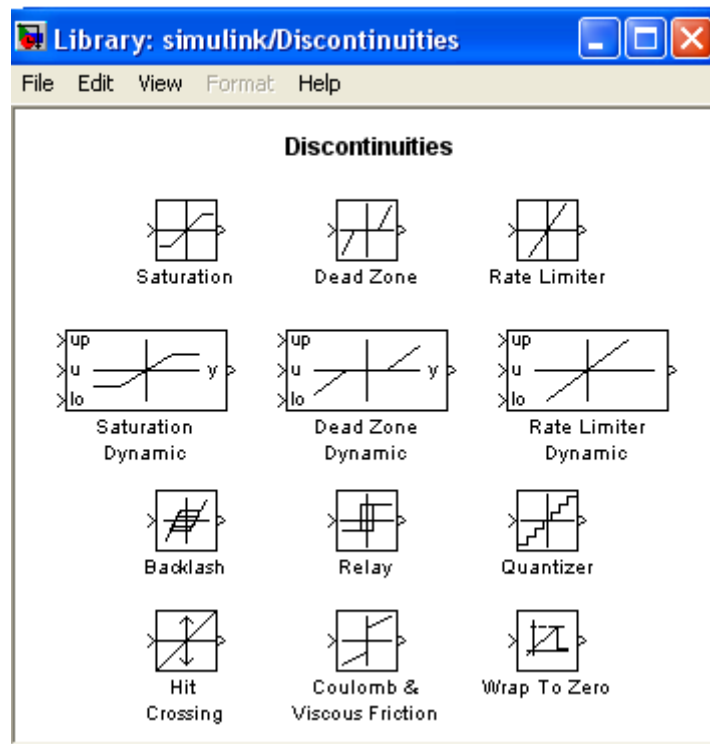 Library: simulink/Discontinuities
File Edit View Format Help
Discontinuities
Saturation Dead Zone Rate Limiter
up up up
u y u y u
lo lo lo
Saturation Dead Zone Rate Limiter
Dynamic Dynamic Dynamic
Backlash Relay Quantizer
Hit Coulomb & Wrap To Zero
Crossing Viscous Friction